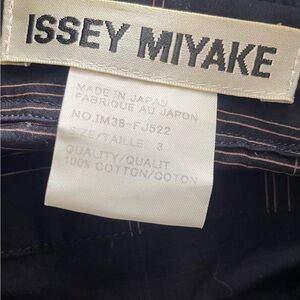 ISSEY MIYAKE
MADE IN JAPAN
FABRIQUE AU JAPON
NO.IM38-FJ522
SIZE/TAILLE 3
QUALITY/QUALIT
100% COTTON/COTON